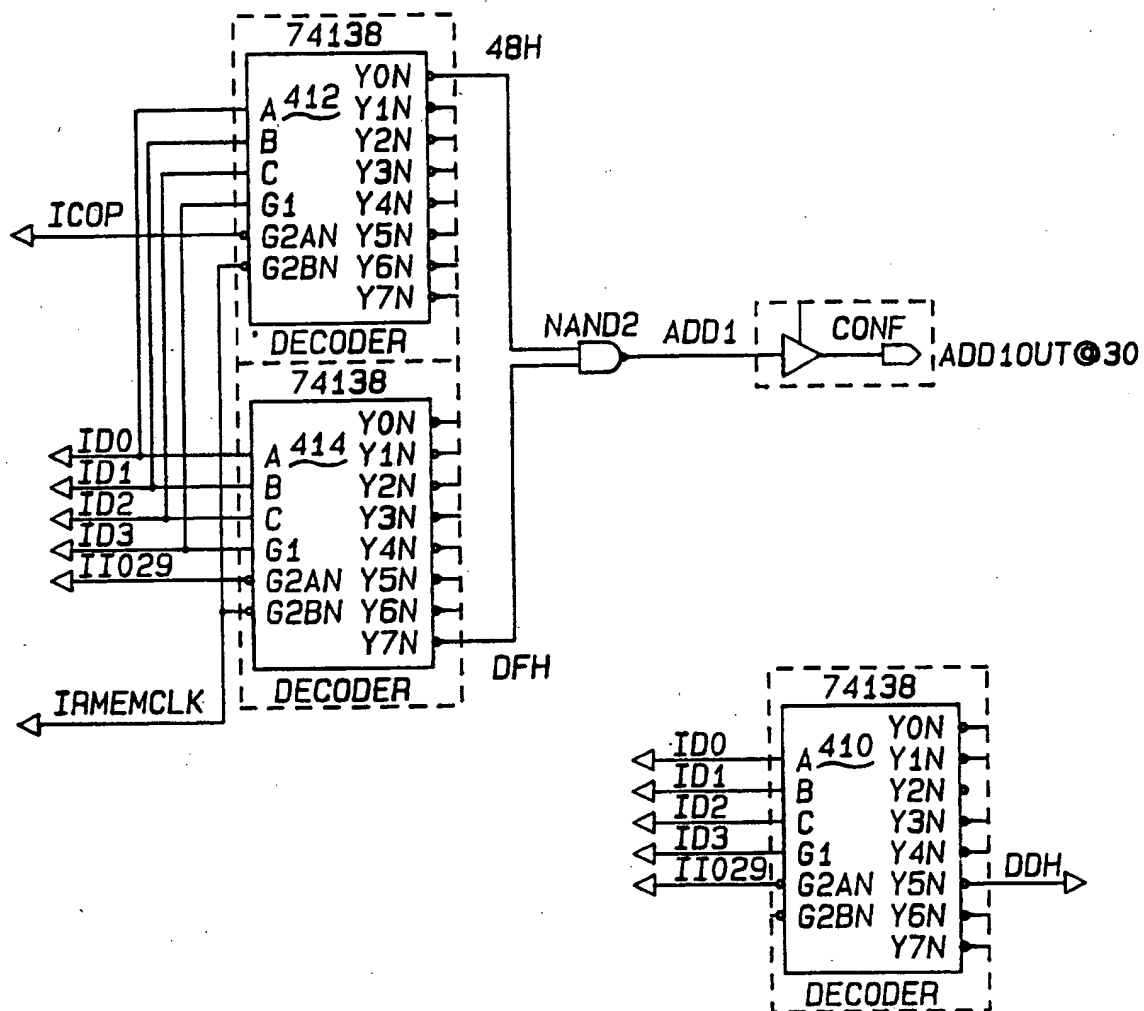 74138
412
A
B
C
G1
G2AN
G2BN
Y0N
Y1N
Y2N
Y3N
Y4N
Y5N
Y6N
Y7N
DECODER
48H
ICOP
74138
414
A
B
C
G1
G2AN
G2BN
Y0N
Y1N
Y2N
Y3N
Y4N
Y5N
Y6N
Y7N
DECODER
ID0
ID1
ID2
ID3
IIO29
IRMEMCLK
DFH
NAND2
ADD1
CONF
ADD1OUT@30
74138
410
A
B
C
G1
G2AN
G2BN
Y0N
Y1N
Y2N
Y3N
Y4N
Y5N
Y6N
Y7N
DECODER
ID0
ID1
ID2
ID3
IIO29
DDH